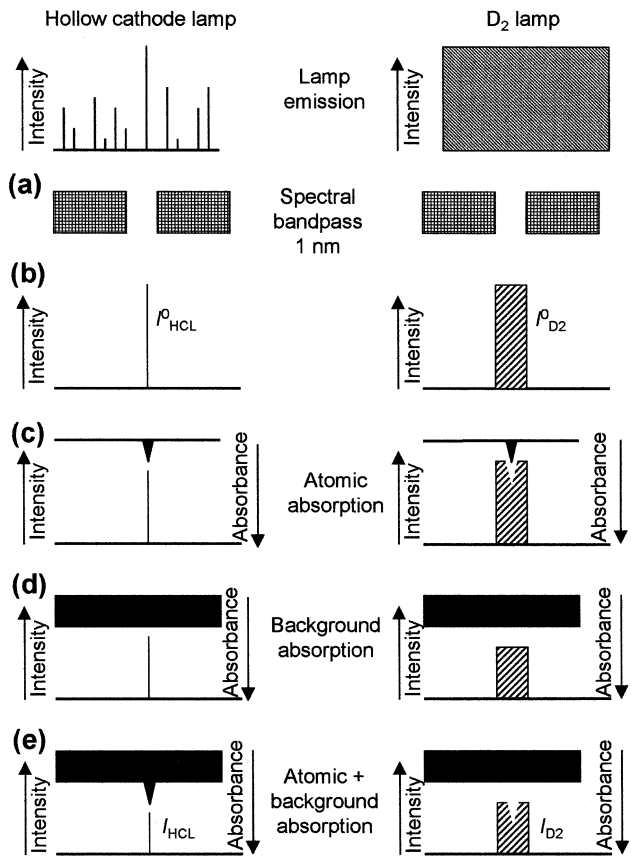 Hollow cathode lamp
D2 lamp
Intensity
Lamp
emission
Intensity
(a)
Spectral
bandpass
1 nm
(b)
Intensity
I⁰HCL
Intensity
I⁰D2
(c)
Intensity
Absorbance
Atomic
absorption
Intensity
Absorbance
(d)
Intensity
Absorbance
Background
absorption
Intensity
Absorbance
(e)
Intensity
IHCL
Absorbance
Atomic +
background
absorption
Intensity
ID2
Absorbance